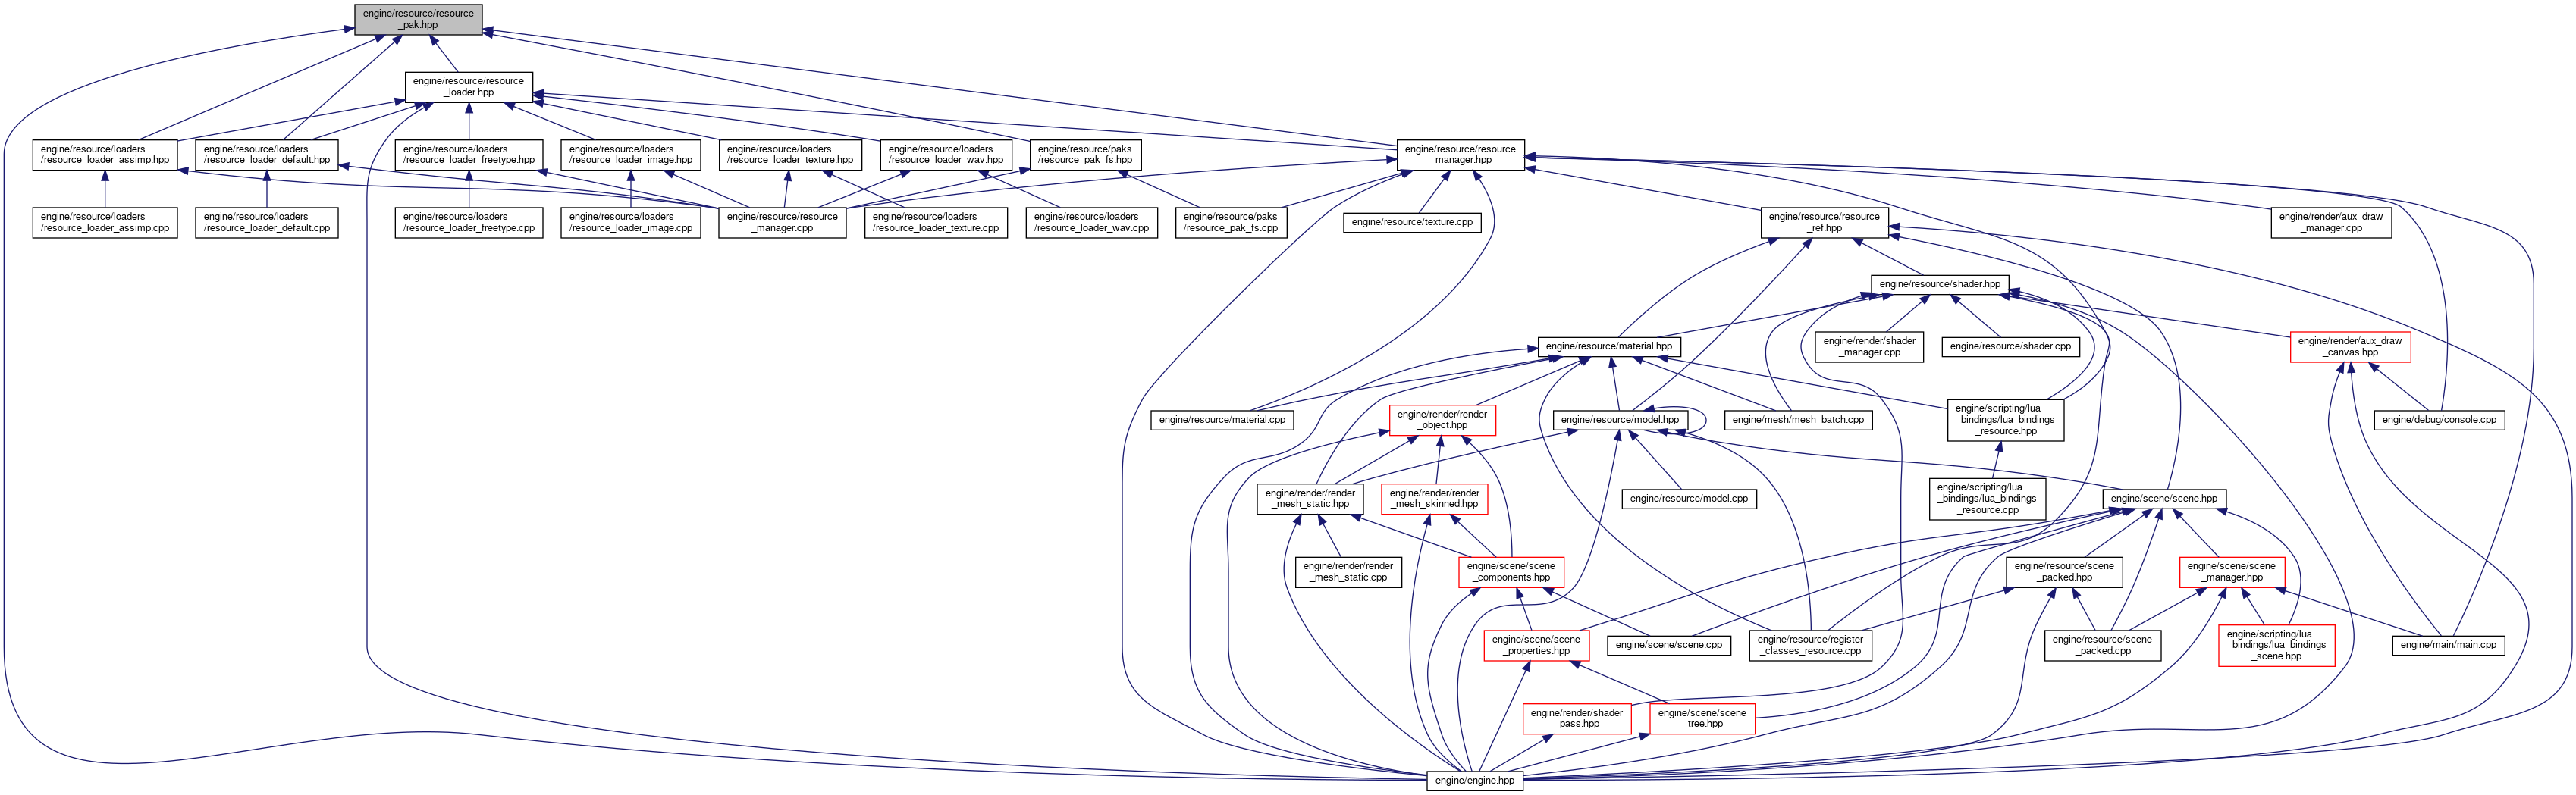 engine/resource/resource
_pak.hpp
engine/resource/resource
_loader.hpp
engine/resource/loaders
/resource_loader_assimp.hpp
engine/resource/loaders
/resource_loader_default.hpp
engine/resource/loaders
/resource_loader_freetype.hpp
engine/resource/loaders
/resource_loader_image.hpp
engine/resource/loaders
/resource_loader_texture.hpp
engine/resource/loaders
/resource_loader_wav.hpp
engine/resource/paks
/resource_pak_fs.hpp
engine/resource/resource
_manager.hpp
engine/resource/loaders
/resource_loader_assimp.cpp
engine/resource/loaders
/resource_loader_default.cpp
engine/resource/loaders
/resource_loader_freetype.cpp
engine/resource/loaders
/resource_loader_image.cpp
engine/resource/resource
_manager.cpp
engine/resource/loaders
/resource_loader_texture.cpp
engine/resource/loaders
/resource_loader_wav.cpp
engine/resource/paks
/resource_pak_fs.cpp
engine/resource/texture.cpp
engine/resource/resource
_ref.hpp
engine/render/aux_draw
_manager.cpp
engine/resource/shader.hpp
engine/resource/material.hpp
engine/render/shader
_manager.cpp
engine/resource/shader.cpp
engine/render/aux_draw
_canvas.hpp
engine/resource/material.cpp
engine/render/render
_object.hpp
engine/resource/model.hpp
engine/mesh/mesh_batch.cpp
engine/scripting/lua
_bindings/lua_bindings
_resource.hpp
engine/debug/console.cpp
engine/render/render
_mesh_static.hpp
engine/render/render
_mesh_skinned.hpp
engine/resource/model.cpp
engine/scripting/lua
_bindings/lua_bindings
_resource.cpp
engine/scene/scene.hpp
engine/render/render
_mesh_static.cpp
engine/scene/scene
_components.hpp
engine/resource/scene
_packed.hpp
engine/scene/scene
_manager.hpp
engine/scene/scene
_properties.hpp
engine/scene/scene.cpp
engine/resource/register
_classes_resource.cpp
engine/resource/scene
_packed.cpp
engine/scripting/lua
_bindings/lua_bindings
_scene.hpp
engine/main/main.cpp
engine/render/shader
_pass.hpp
engine/scene/scene
_tree.hpp
engine/engine.hpp